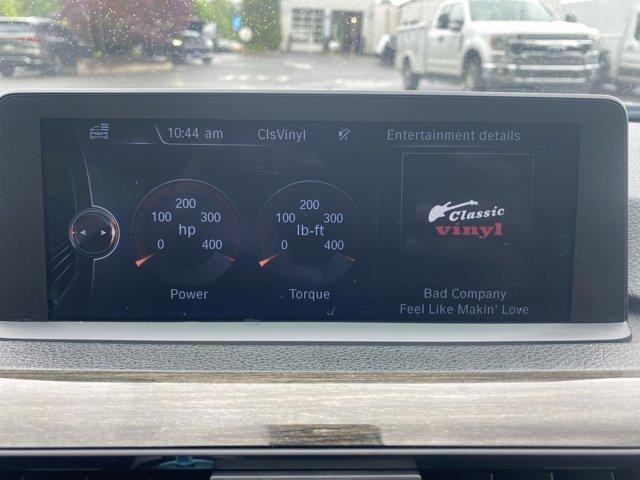 10:44 am ClsVinyl Entertainment details
200
100 300
hp
0 400
Power
200
100 300
lb-ft
0 400
Torque
Classic
vinyl
Bad Company
Feel Like Makin' Love